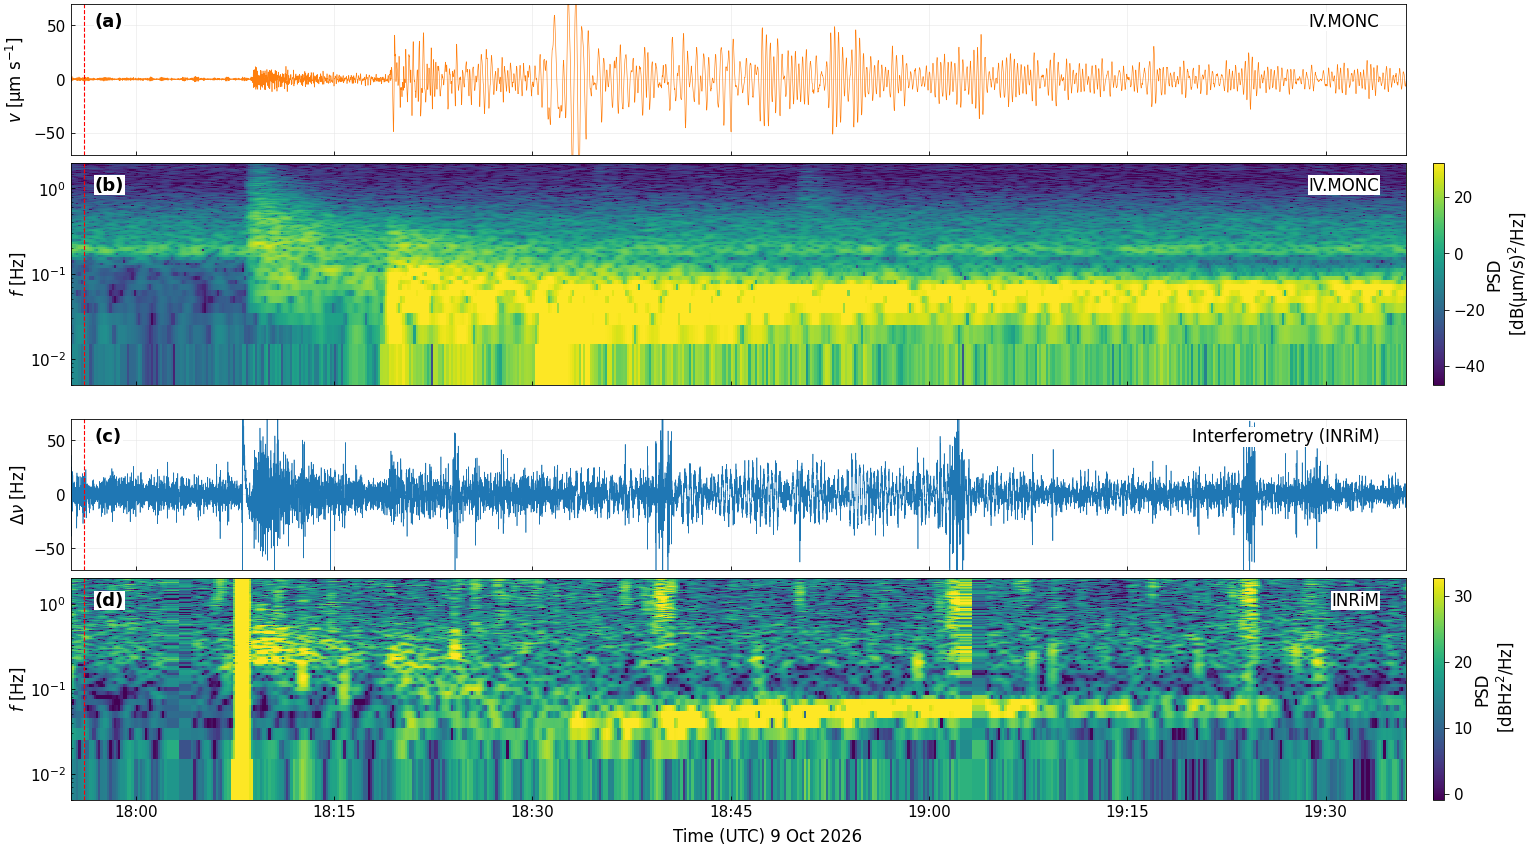 (a)
IV.MONC
v [μm s⁻¹]
50
0
−50
(b)
IV.MONC
f [Hz]
10⁰
10⁻¹
10⁻²
20
0
−20
−40
PSD
[dB(μm/s)²/Hz]
(c)
Interferometry (INRiM)
Δν [Hz]
50
0
−50
(d)
INRiM
f [Hz]
10⁰
10⁻¹
10⁻²
30
20
10
0
PSD
[dBHz²/Hz]
18:00 18:15 18:30 18:45 19:00 19:15 19:30
Time (UTC) 9 Oct 2026